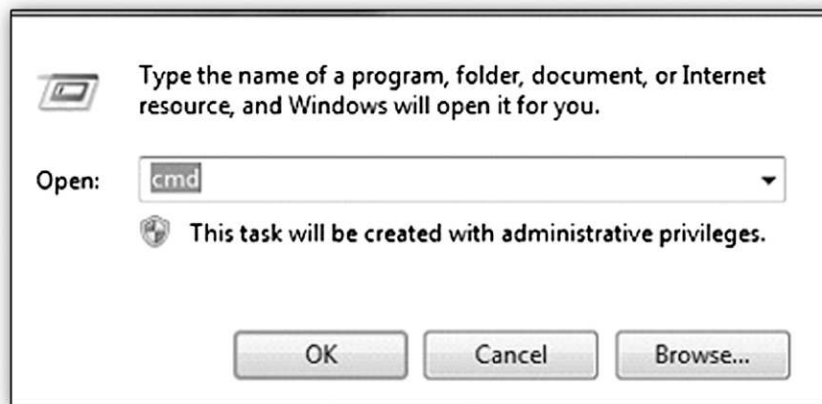 Type the name of a program, folder, document, or Internet
resource, and Windows will open it for you.
Open: cmd
This task will be created with administrative privileges.
OK Cancel Browse...